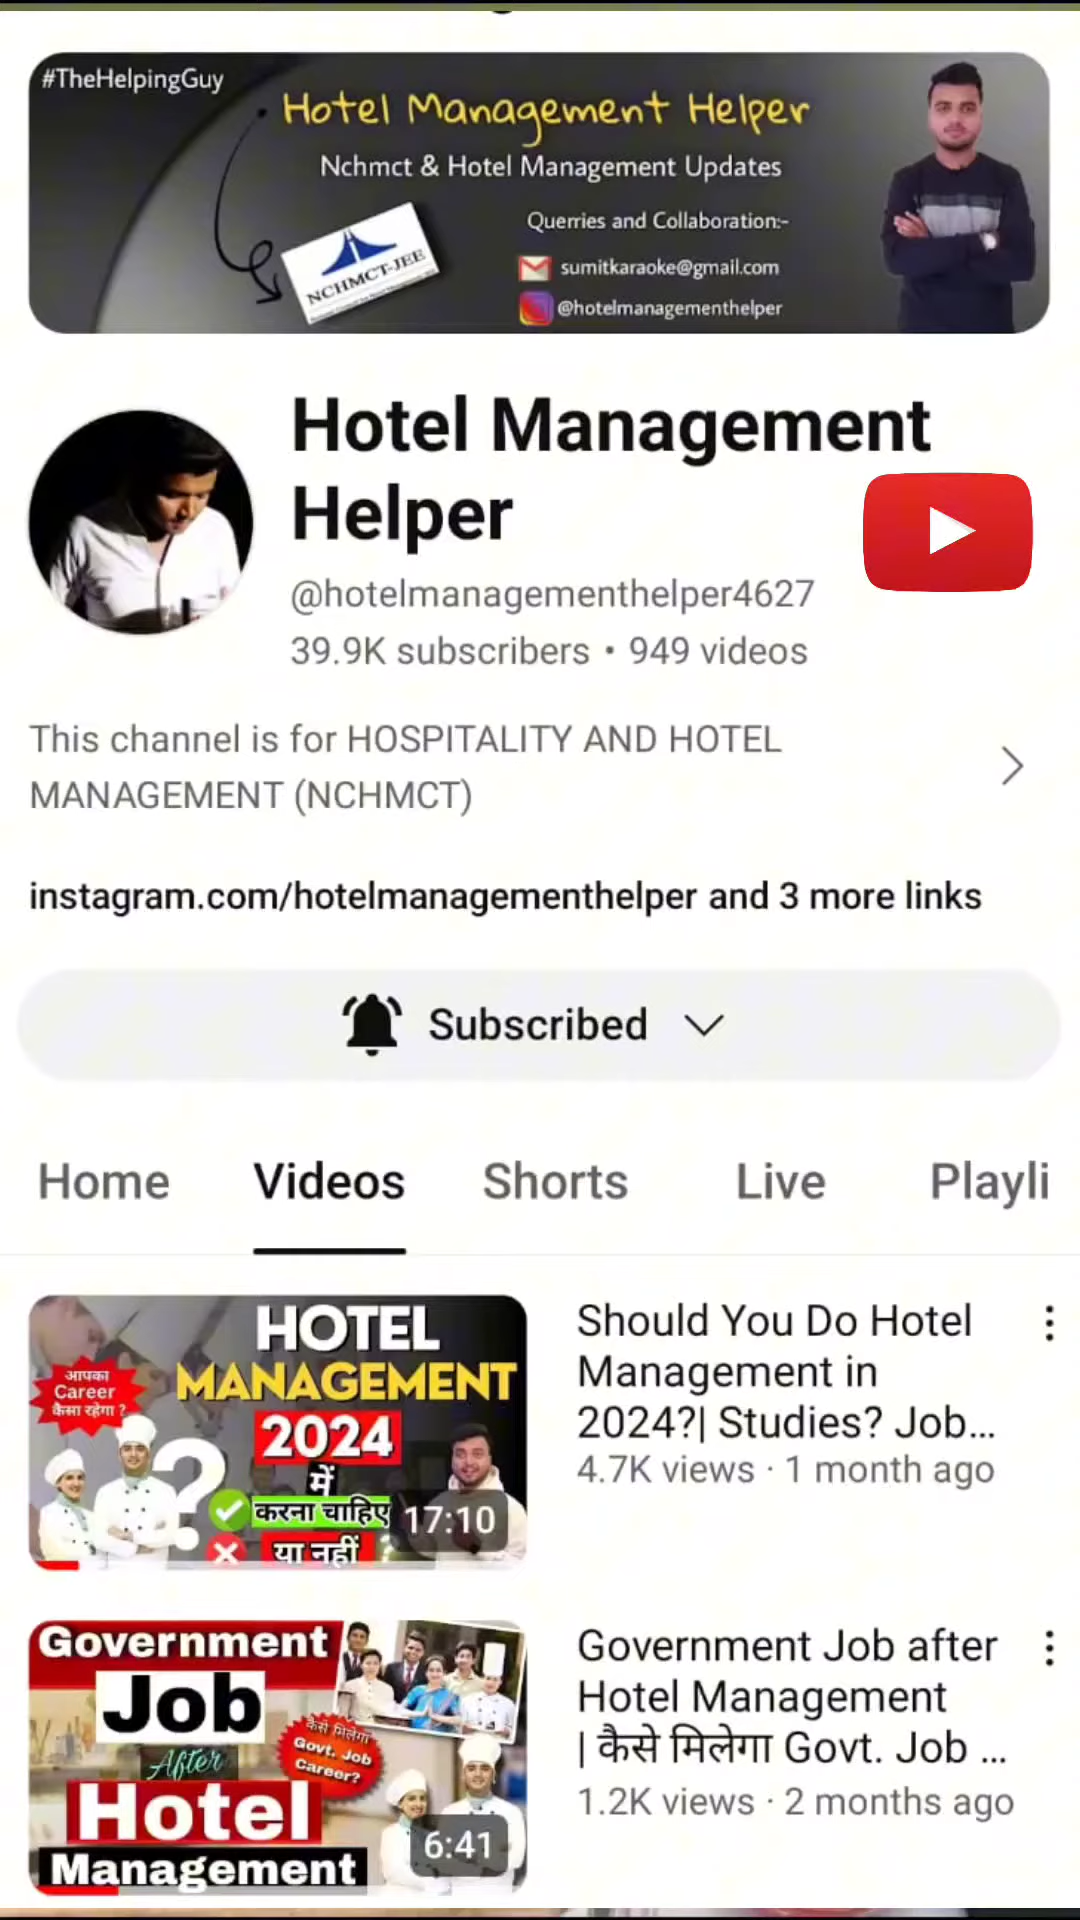 #TheHelpingGuy
Hotel Management Helper
Nchmct & Hotel Management Updates
Querries and Collaboration:-
NCHMCT-JEE
sumitkaraoke@gmail.com
@hotelmanagementhelper
Hotel Management
Helper
@hotelmanagementhelper4627
39.9K subscribers • 949 videos
This channel is for HOSPITALITY AND HOTEL
MANAGEMENT (NCHMCT)
instagram.com/hotelmanagementhelper and 3 more links
Subscribed
Home Videos Shorts Live Playli
HOTEL
MANAGEMENT
2024
में
करना चाहिए
या नहीं ?
आपका
Career
कैसा रहेगा ?
?
17:10
Should You Do Hotel
Management in
2024?| Studies? Job...
4.7K views · 1 month ago
Government
Job
After
Hotel
Management
कैसे मिलेगा
Govt. Job
Career?
6:41
Government Job after
Hotel Management
| कैसे मिलेगा Govt. Job ...
1.2K views · 2 months ago